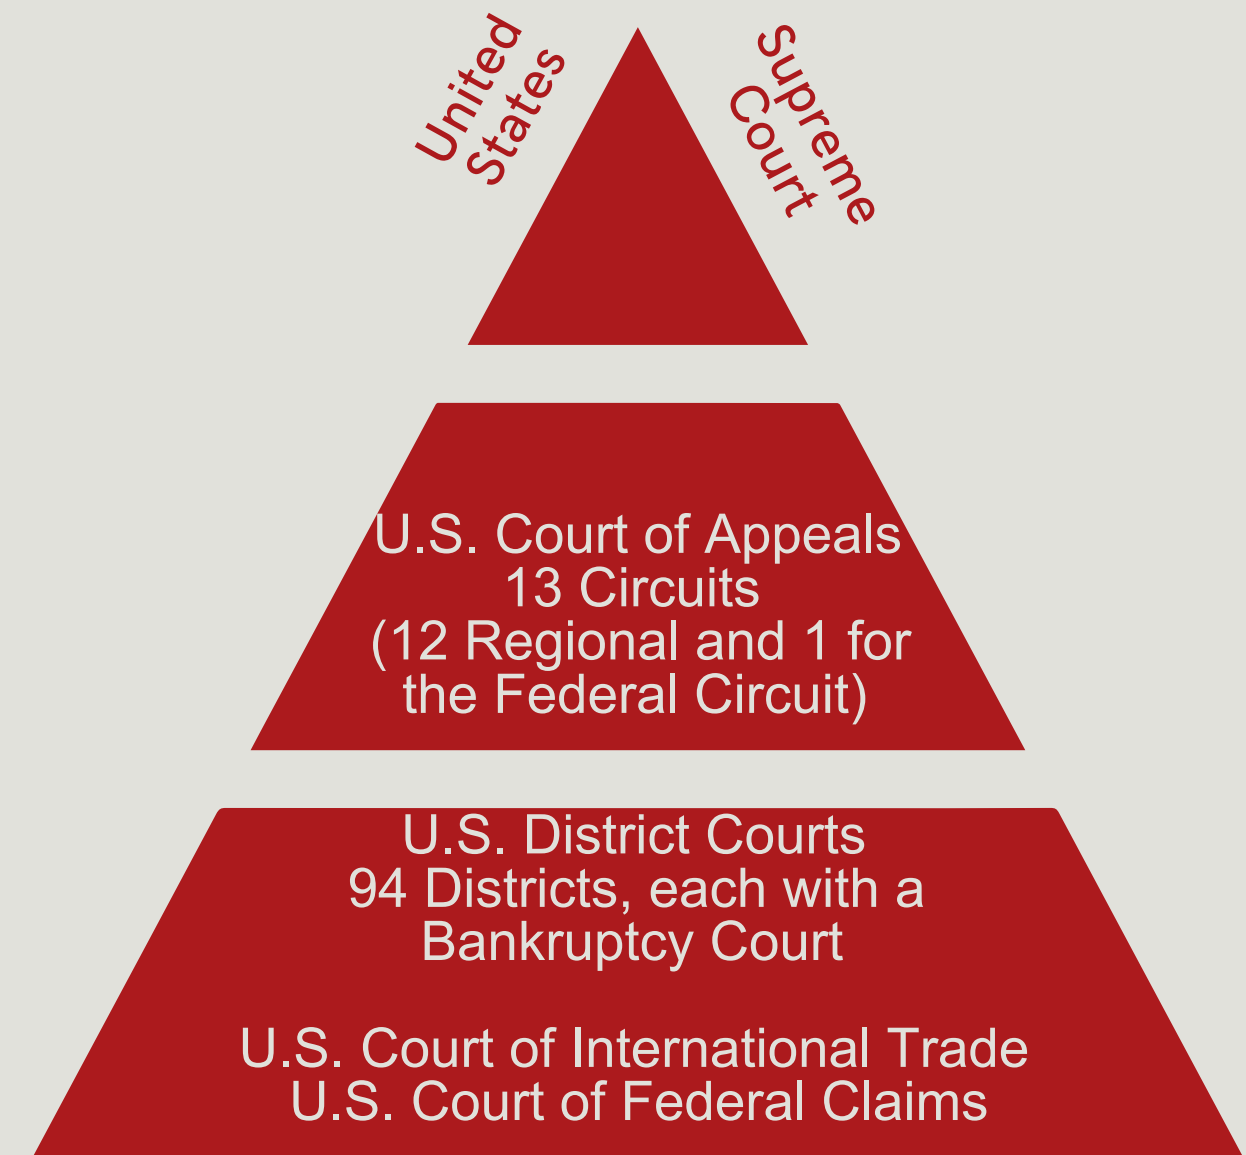 United
States
Supreme
Court
U.S. Court of Appeals
13 Circuits
(12 Regional and 1 for
the Federal Circuit)
U.S. District Courts
94 Districts, each with a
Bankruptcy Court
U.S. Court of International Trade
U.S. Court of Federal Claims